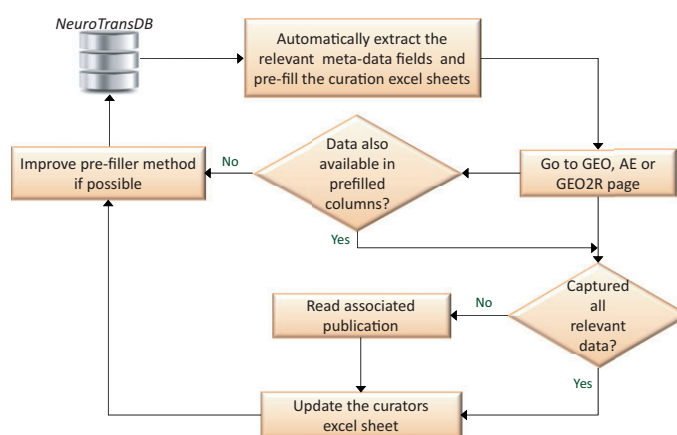 NeuroTransDB
Automatically extract the
relevant meta-data fields and
pre-fill the curation excel sheets
Improve pre-filler method
if possible
No
Data also
available in
prefilled
columns?
Go to GEO, AE or
GEO2R page
Yes
Captured
all
relevant
data?
No
Read associated
publication
Yes
Update the curators
excel sheet